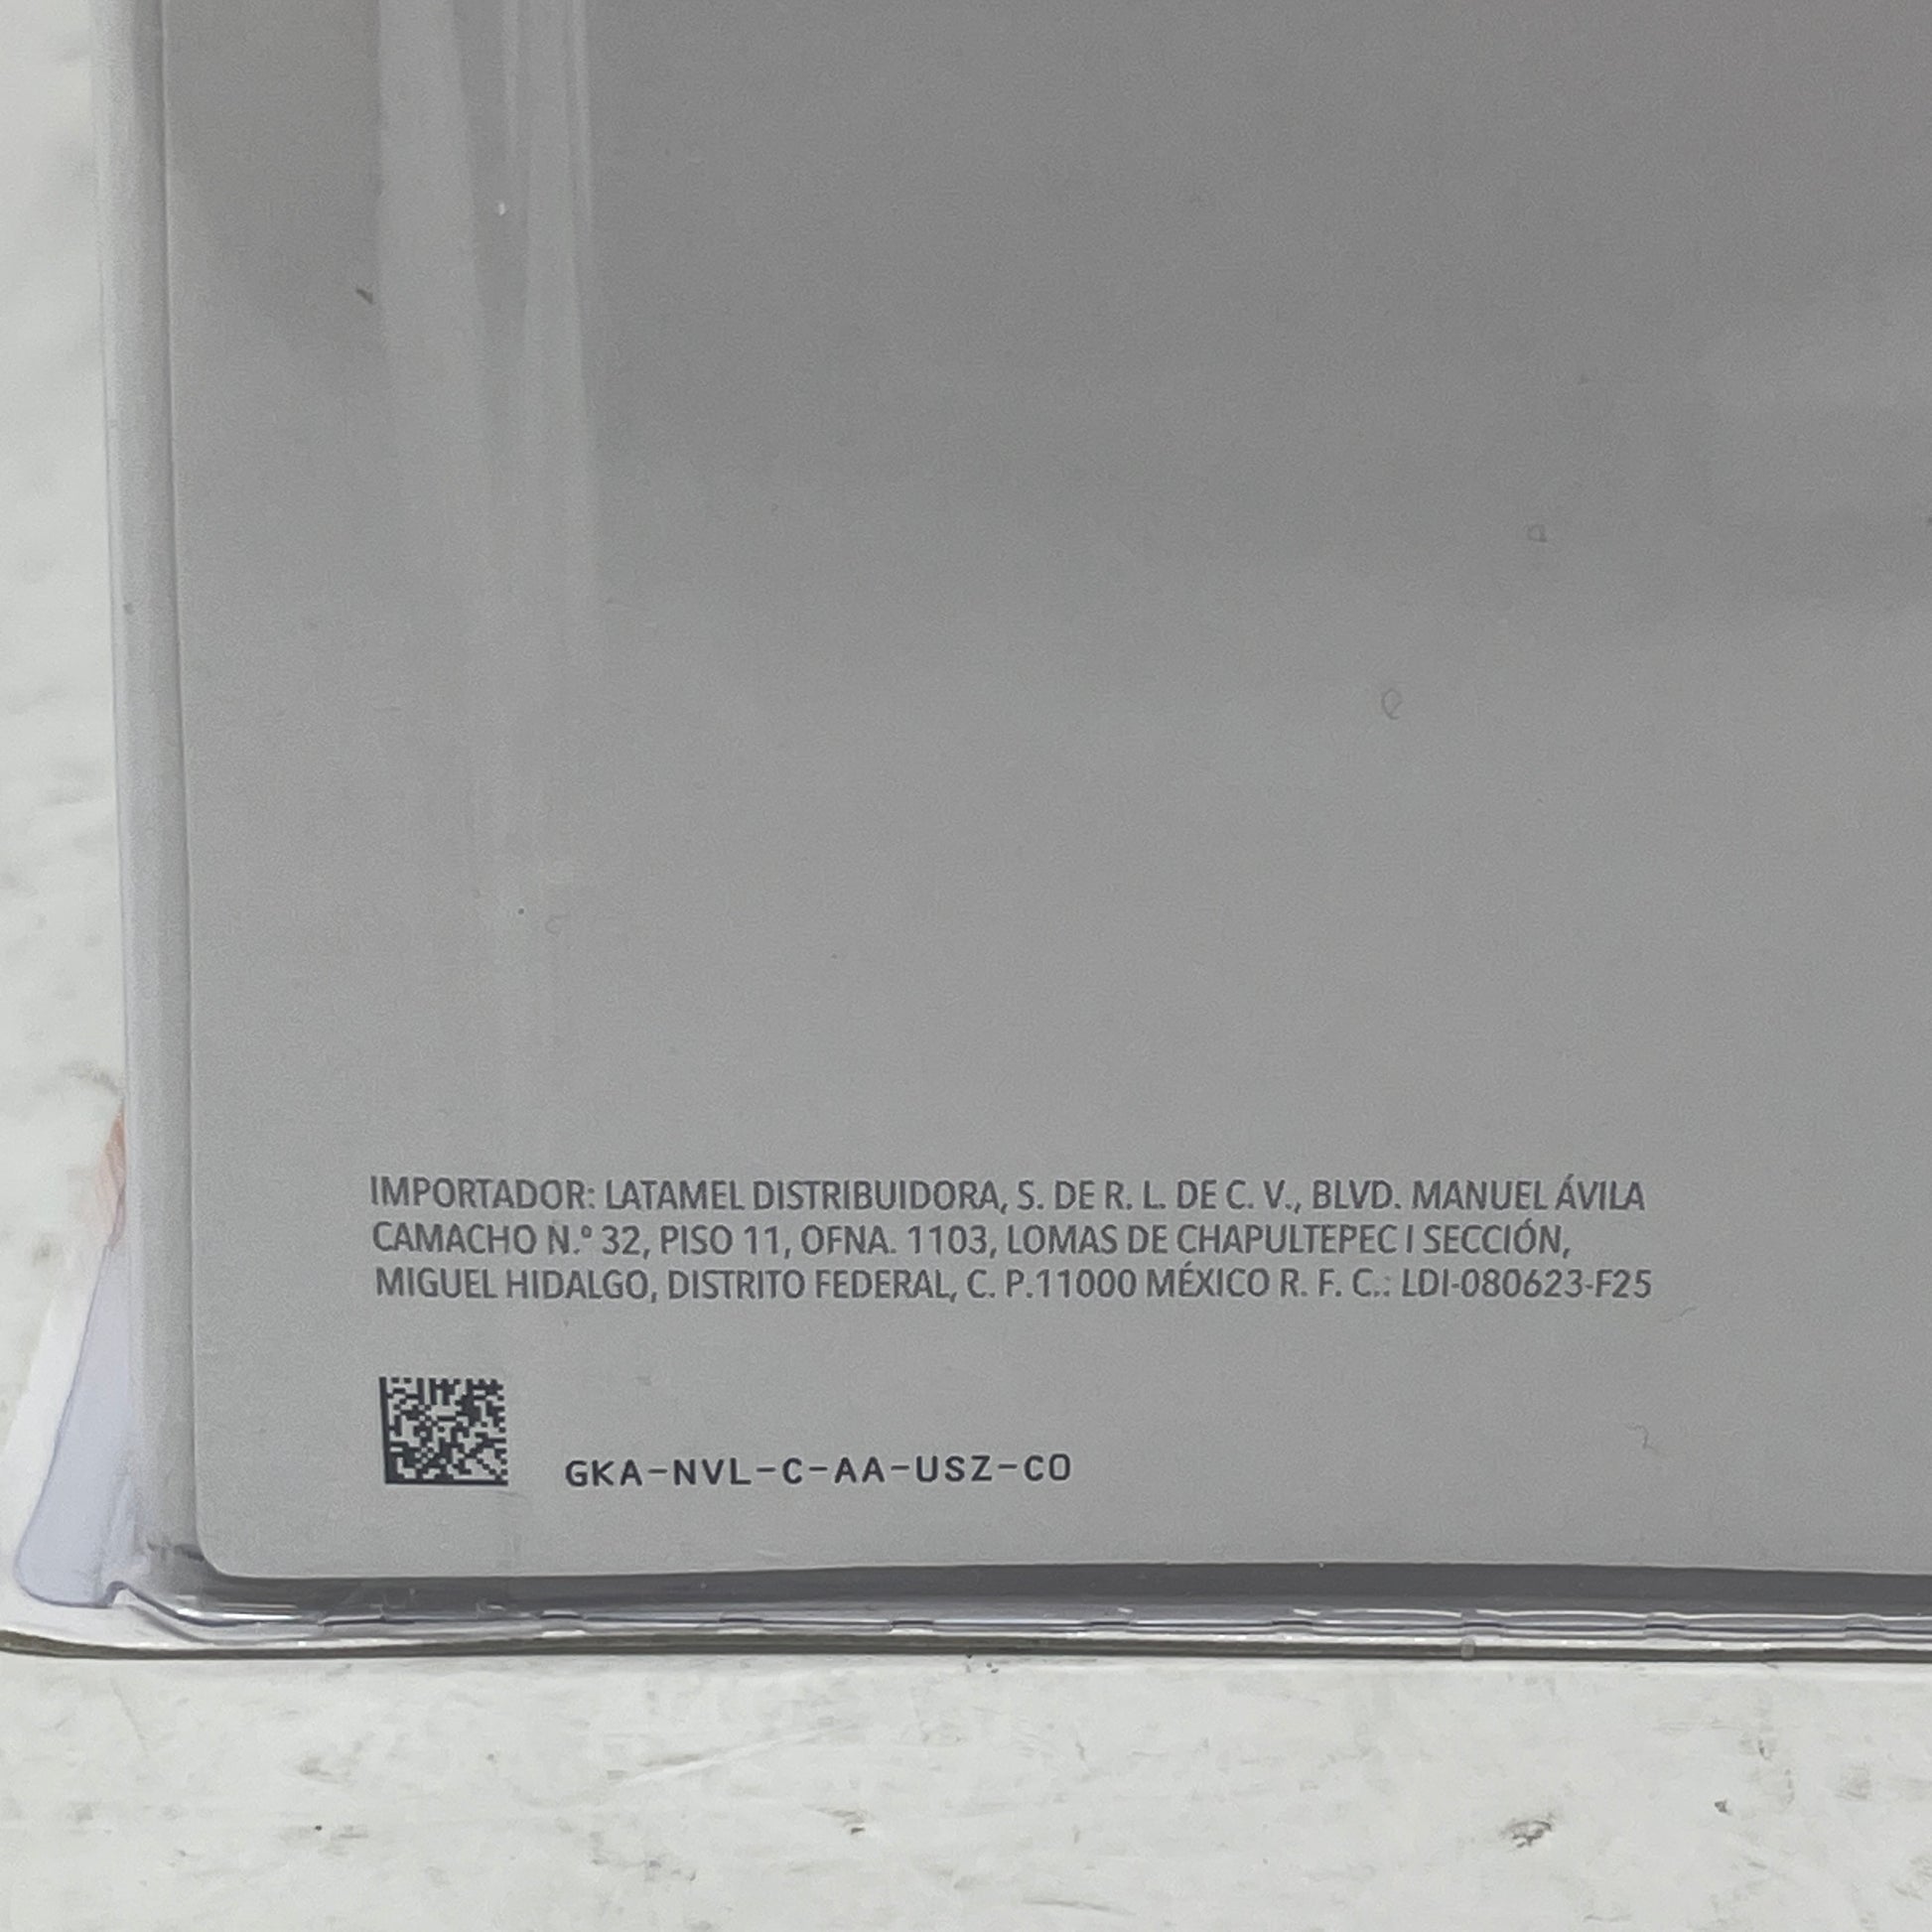 IMPORTADOR: LATAMEL DISTRIBUIDORA, S. DE R. L. DE C. V., BLVD. MANUEL ÁVILA
CAMACHO N.º 32, PISO 11, OFNA. 1103, LOMAS DE CHAPULTEPEC I SECCIÓN,
MIGUEL HIDALGO, DISTRITO FEDERAL, C. P.11000 MÉXICO R. F. C.: LDI-080623-F25
GKA-NVL-C-AA-USZ-C0